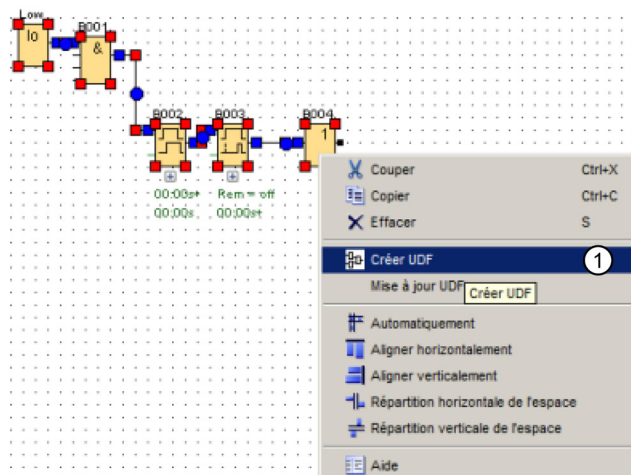 Low
lo
B001
&
B002
B003
B004
1
00:00s+
Rem = off
00:00s
00:00s+
Couper Ctrl+X
Copier Ctrl+C
Effacer S
Créer UDF 1
Mise à jour UDF
Créer UDF
Automatiquement
Aligner horizontalement
Aligner verticalement
Répartition horizontale de l'espace
Répartition verticale de l'espace
Aide